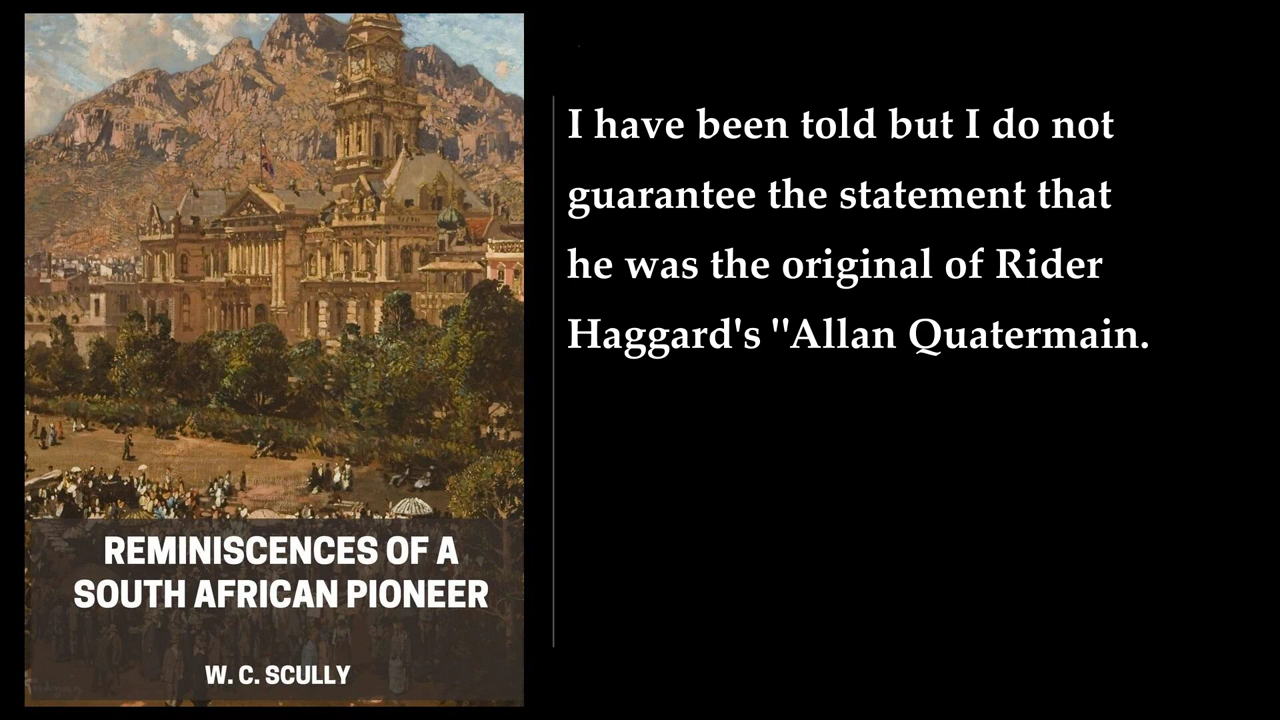 I have been told but I do not
guarantee the statement that
he was the original of Rider
Haggard's "Allan Quatermain.
REMINISCENCES OF A
SOUTH AFRICAN PIONEER
W. C. SCULLY